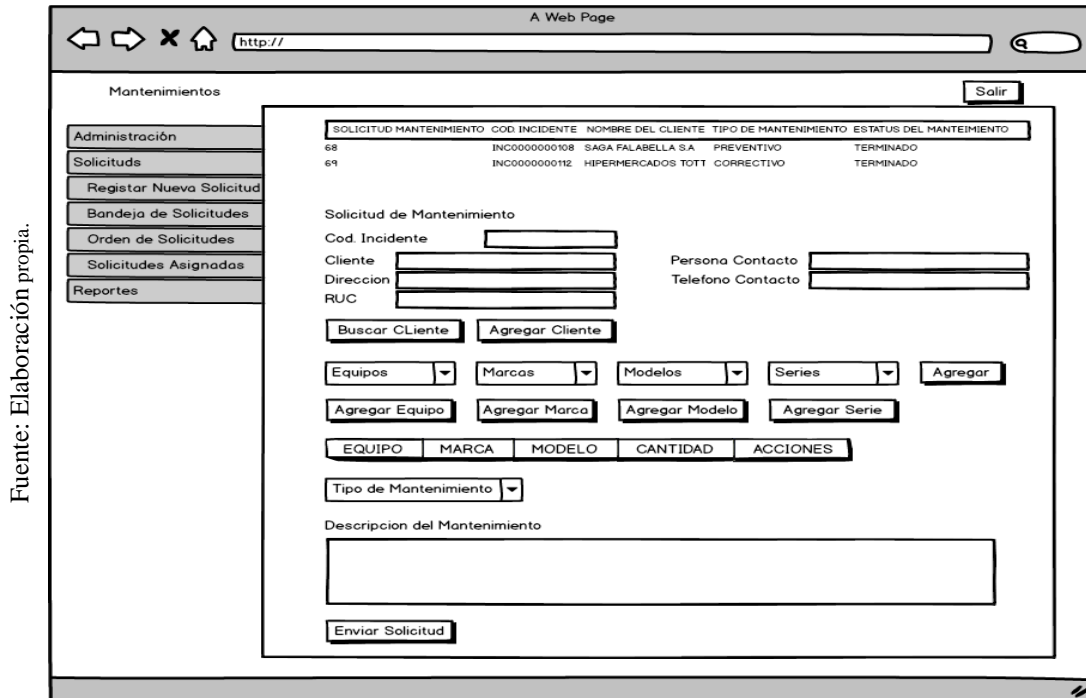 A Web Page
http://
Mantenimientos
Salir
Administración
Solicituds
Registar Nueva Solicitud
Bandeja de Solicitudes
Orden de Solicitudes
Solicitudes Asignadas
Reportes
SOLICITUD MANTENIMIENTO COD. INCIDENTE NOMBRE DEL CLIENTE TIPO DE MANTENIMIENTO ESTATUS DEL MANTEIMIENTO
68 INC0000000108 SAGA FALABELLA S.A PREVENTIVO TERMINADO
69 INC0000000112 HIPERMERCADOS TOTT CORRECTIVO TERMINADO
Solicitud de Mantenimiento
Cod. Incidente
Cliente Persona Contacto
Direccion Telefono Contacto
RUC
Buscar CLiente Agregar Cliente
Equipos Marcas Modelos Series Agregar
Agregar Equipo Agregar Marca Agregar Modelo Agregar Serie
EQUIPO MARCA MODELO CANTIDAD ACCIONES
Tipo de Mantenimiento
Descripcion del Mantenimiento
Enviar Solicitud
Fuente: Elaboración propia.